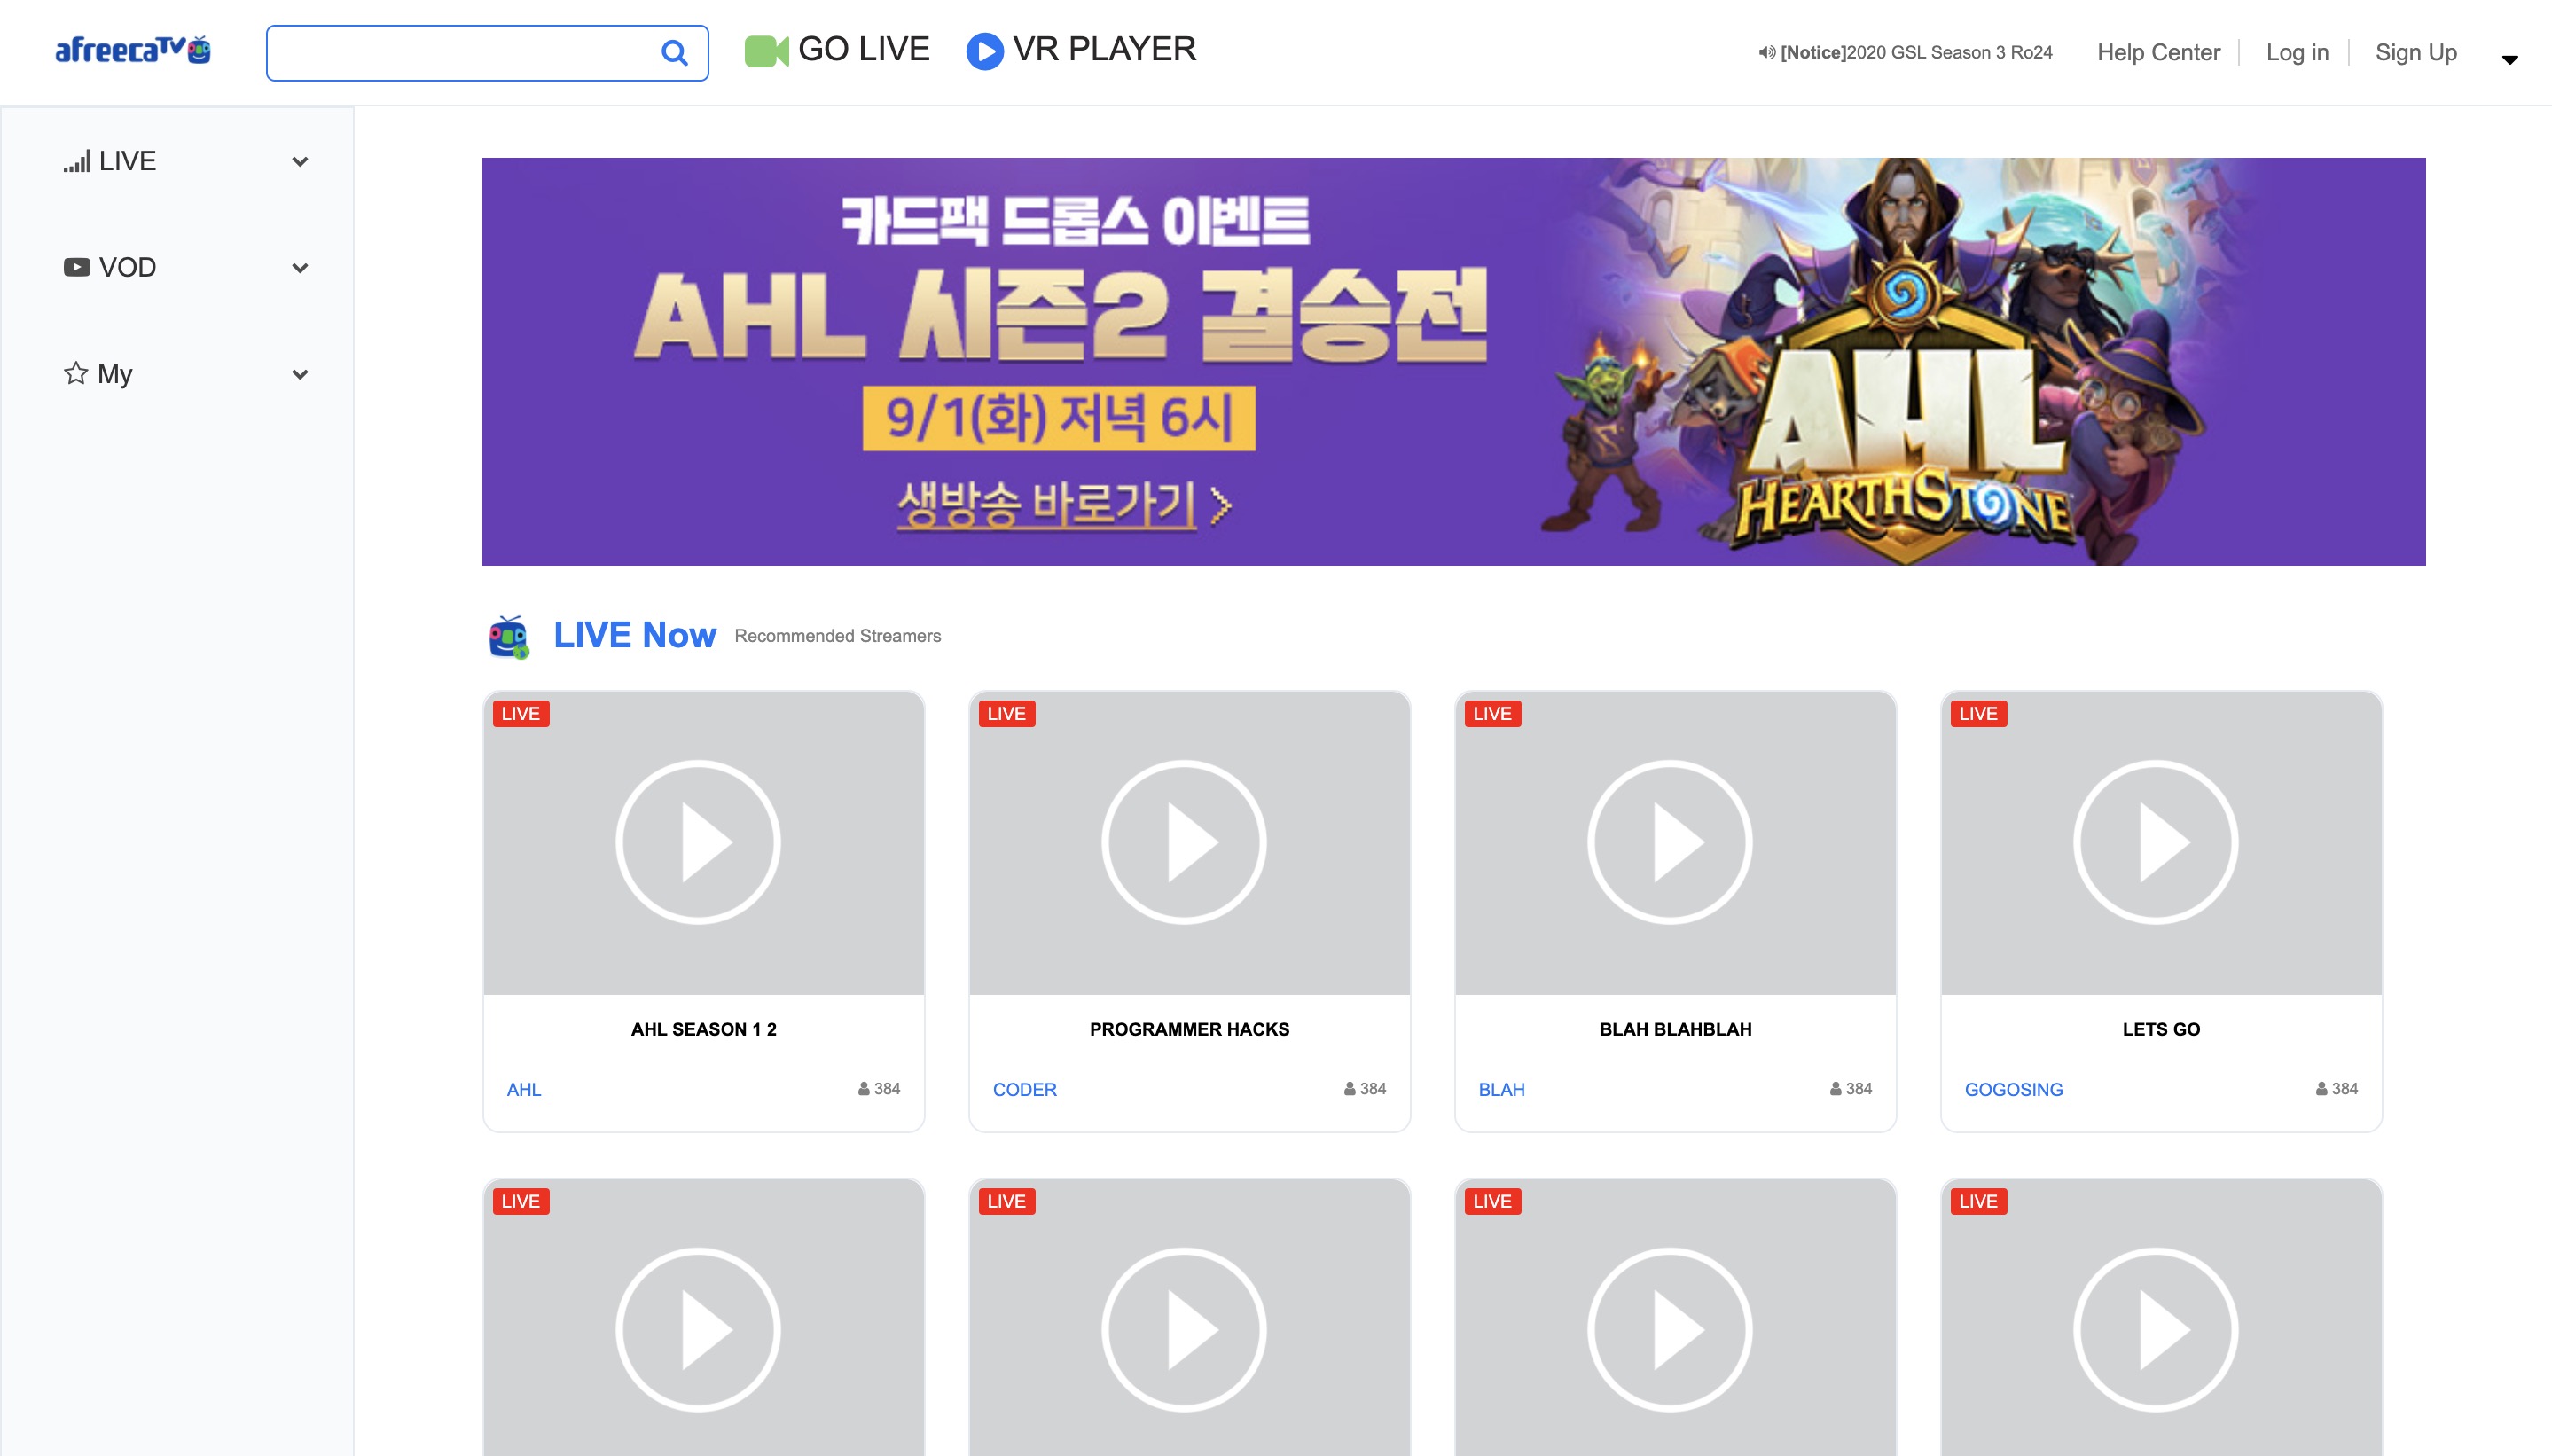 afreecaTV
GO LIVE
VR PLAYER
[Notice]2020 GSL Season 3 Ro24
Help Center
Log in
Sign Up
LIVE
VOD
My
카드팩 드롭스 이벤트
AHL 시즌2 결승전
9/1(화) 저녁 6시
생방송 바로가기
AHL
HEARTHSTONE
LIVE Now
Recommended Streamers
LIVE
LIVE
LIVE
LIVE
AHL SEASON 1 2
PROGRAMMER HACKS
BLAH BLAHBLAH
LETS GO
AHL
384
CODER
384
BLAH
384
GOGOSING
384
LIVE
LIVE
LIVE
LIVE